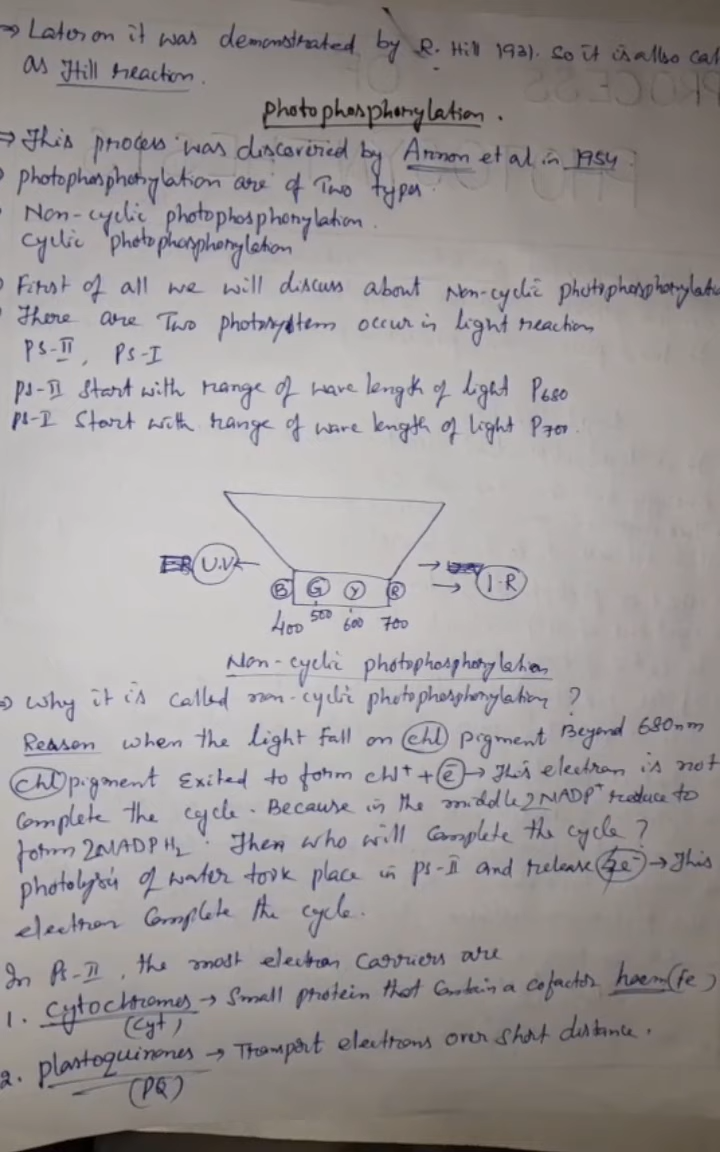 ⇒ Later on it was demonstrated by R. Hill 1931. So it is also cal
as Hill reaction.
Photophosphorylation.
⇒ This process was discovered by Arnon et al in 1954.
photophosphorylation are of Two types.
Non-cyclic photophosphorylation.
Cyclic photophosphorylation
First of all we will discuss about Non-cyclic photophosphorylatio
There are Two photosystem occur in light reaction
PS-II, PS-I
PS-II Start with range of wave length of light P680
PS-I Start with range of wave length of light P700.
U.V
I-R
B G Y R
400 500 600 700
Non-cyclic photophosphorylation
⇒ Why it is called non-cyclic photophosphorylation ?
Reason when the light fall on chl pigment Beyond 680nm
chl pigment Exited to form chl+ + e- → This electron is not
Complete the cycle. Because in the middle 2NADP+ reduce to
form 2NADPH2. Then who will Complete the cycle ?
photolysis of water took place in PS-II and release e- → This
electron Complete the cycle.
In PS-II, the most electron Carriers are
1. Cytochromes → Small protein that Contain a cofactor haem(Fe)
(Cyt)
2. plastoquinones → Transport electrons over short distance.
(PQ)